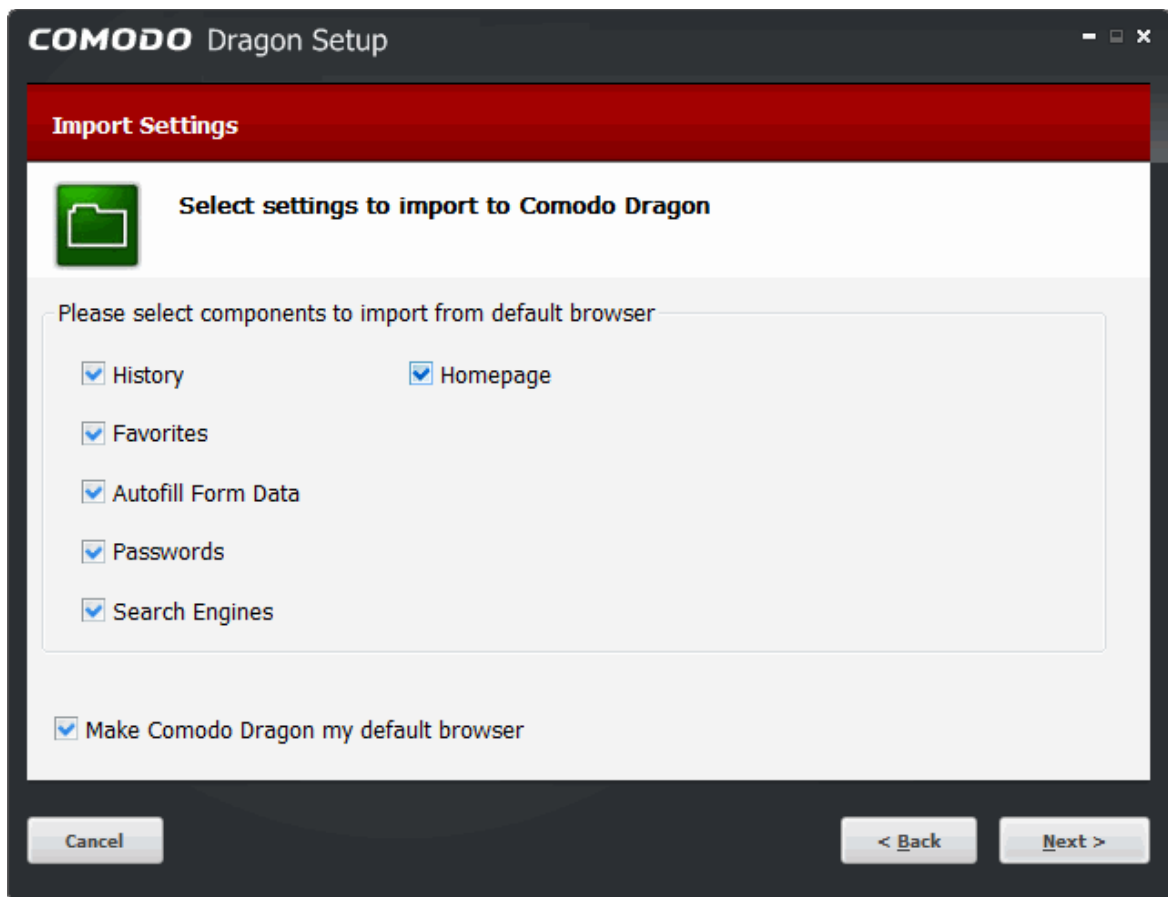 COMODO Dragon Setup
Import Settings
Select settings to import to Comodo Dragon
Please select components to import from default browser
History
Homepage
Favorites
Autofill Form Data
Passwords
Search Engines
Make Comodo Dragon my default browser
Cancel
< Back
Next >